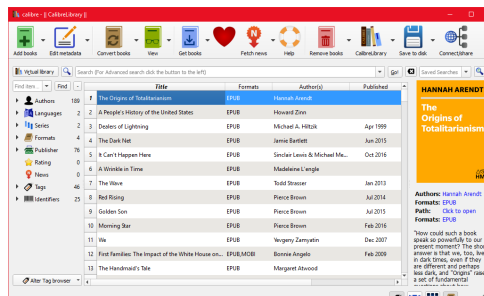 calibre - || CalibreLibrary ||
Add books Edit metadata Convert books View Get books Fetch news Help Remove books CalibreLibrary Save to disk Connect/share
Virtual library Search (For Advanced search click the button to the left) Go! Saved Searches
Find item... Find -
Title Formats Author(s) Published
Authors 189
Languages 2
Series 2
Formats 4
Publisher 76
Rating 0
News 0
Tags 46
Identifiers 25
Alter Tag browser
1 The Origins of Totalitarianism EPUB Hannah Arendt
2 A People's History of the United States EPUB Howard Zinn
3 Dealers of Lightning EPUB Michael A. Hiltzik Apr 1999
4 The Dark Net EPUB Jamie Bartlett Jun 2015
5 It Can't Happen Here EPUB Sinclair Lewis & Michael Me... Oct 2016
6 A Wrinkle in Time EPUB Madeleine L'engle
7 The Wave EPUB Todd Strasser Jan 2013
8 Red Rising EPUB Pierce Brown Jul 2014
9 Golden Son EPUB Pierce Brown Jul 2015
10 Morning Star EPUB Pierce Brown Feb 2016
11 We EPUB Yevgeny Zamyatin Dec 2007
12 First Families: The Impact of the White House on... EPUB,MOBI Bonnie Angelo Feb 2009
13 The Handmaid's Tale EPUB Margaret Atwood
HANNAH ARENDT
The
Origins of
Totalitarianism
HM
Authors: Hannah Arendt
Formats: EPUB
Path: Click to open
Formats: EPUB
"How could such a book
speak so powerfully to our
present moment? The short
answer is that we, too, live
in dark times, even if they
are different and perhaps
less dark, and "Origins" raises
a set of fundamental
questions about how